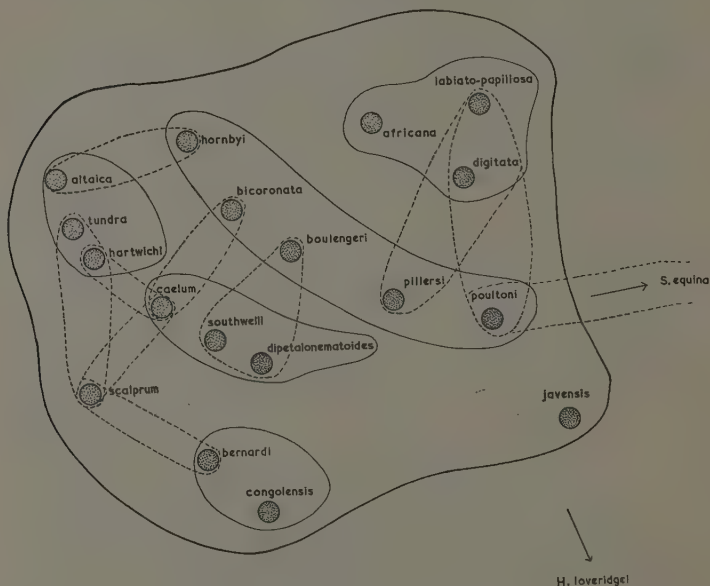 labiato-papillosa
africana
hornbyi
digitata
altaica
bicoronata
tundra
boulengeri
hartwichi
S. equina
pillersi
caelum
poultoni
southwelli
dipetalonematoides
scalprum
javensis
bernardi
congolensis
H. loveridgei